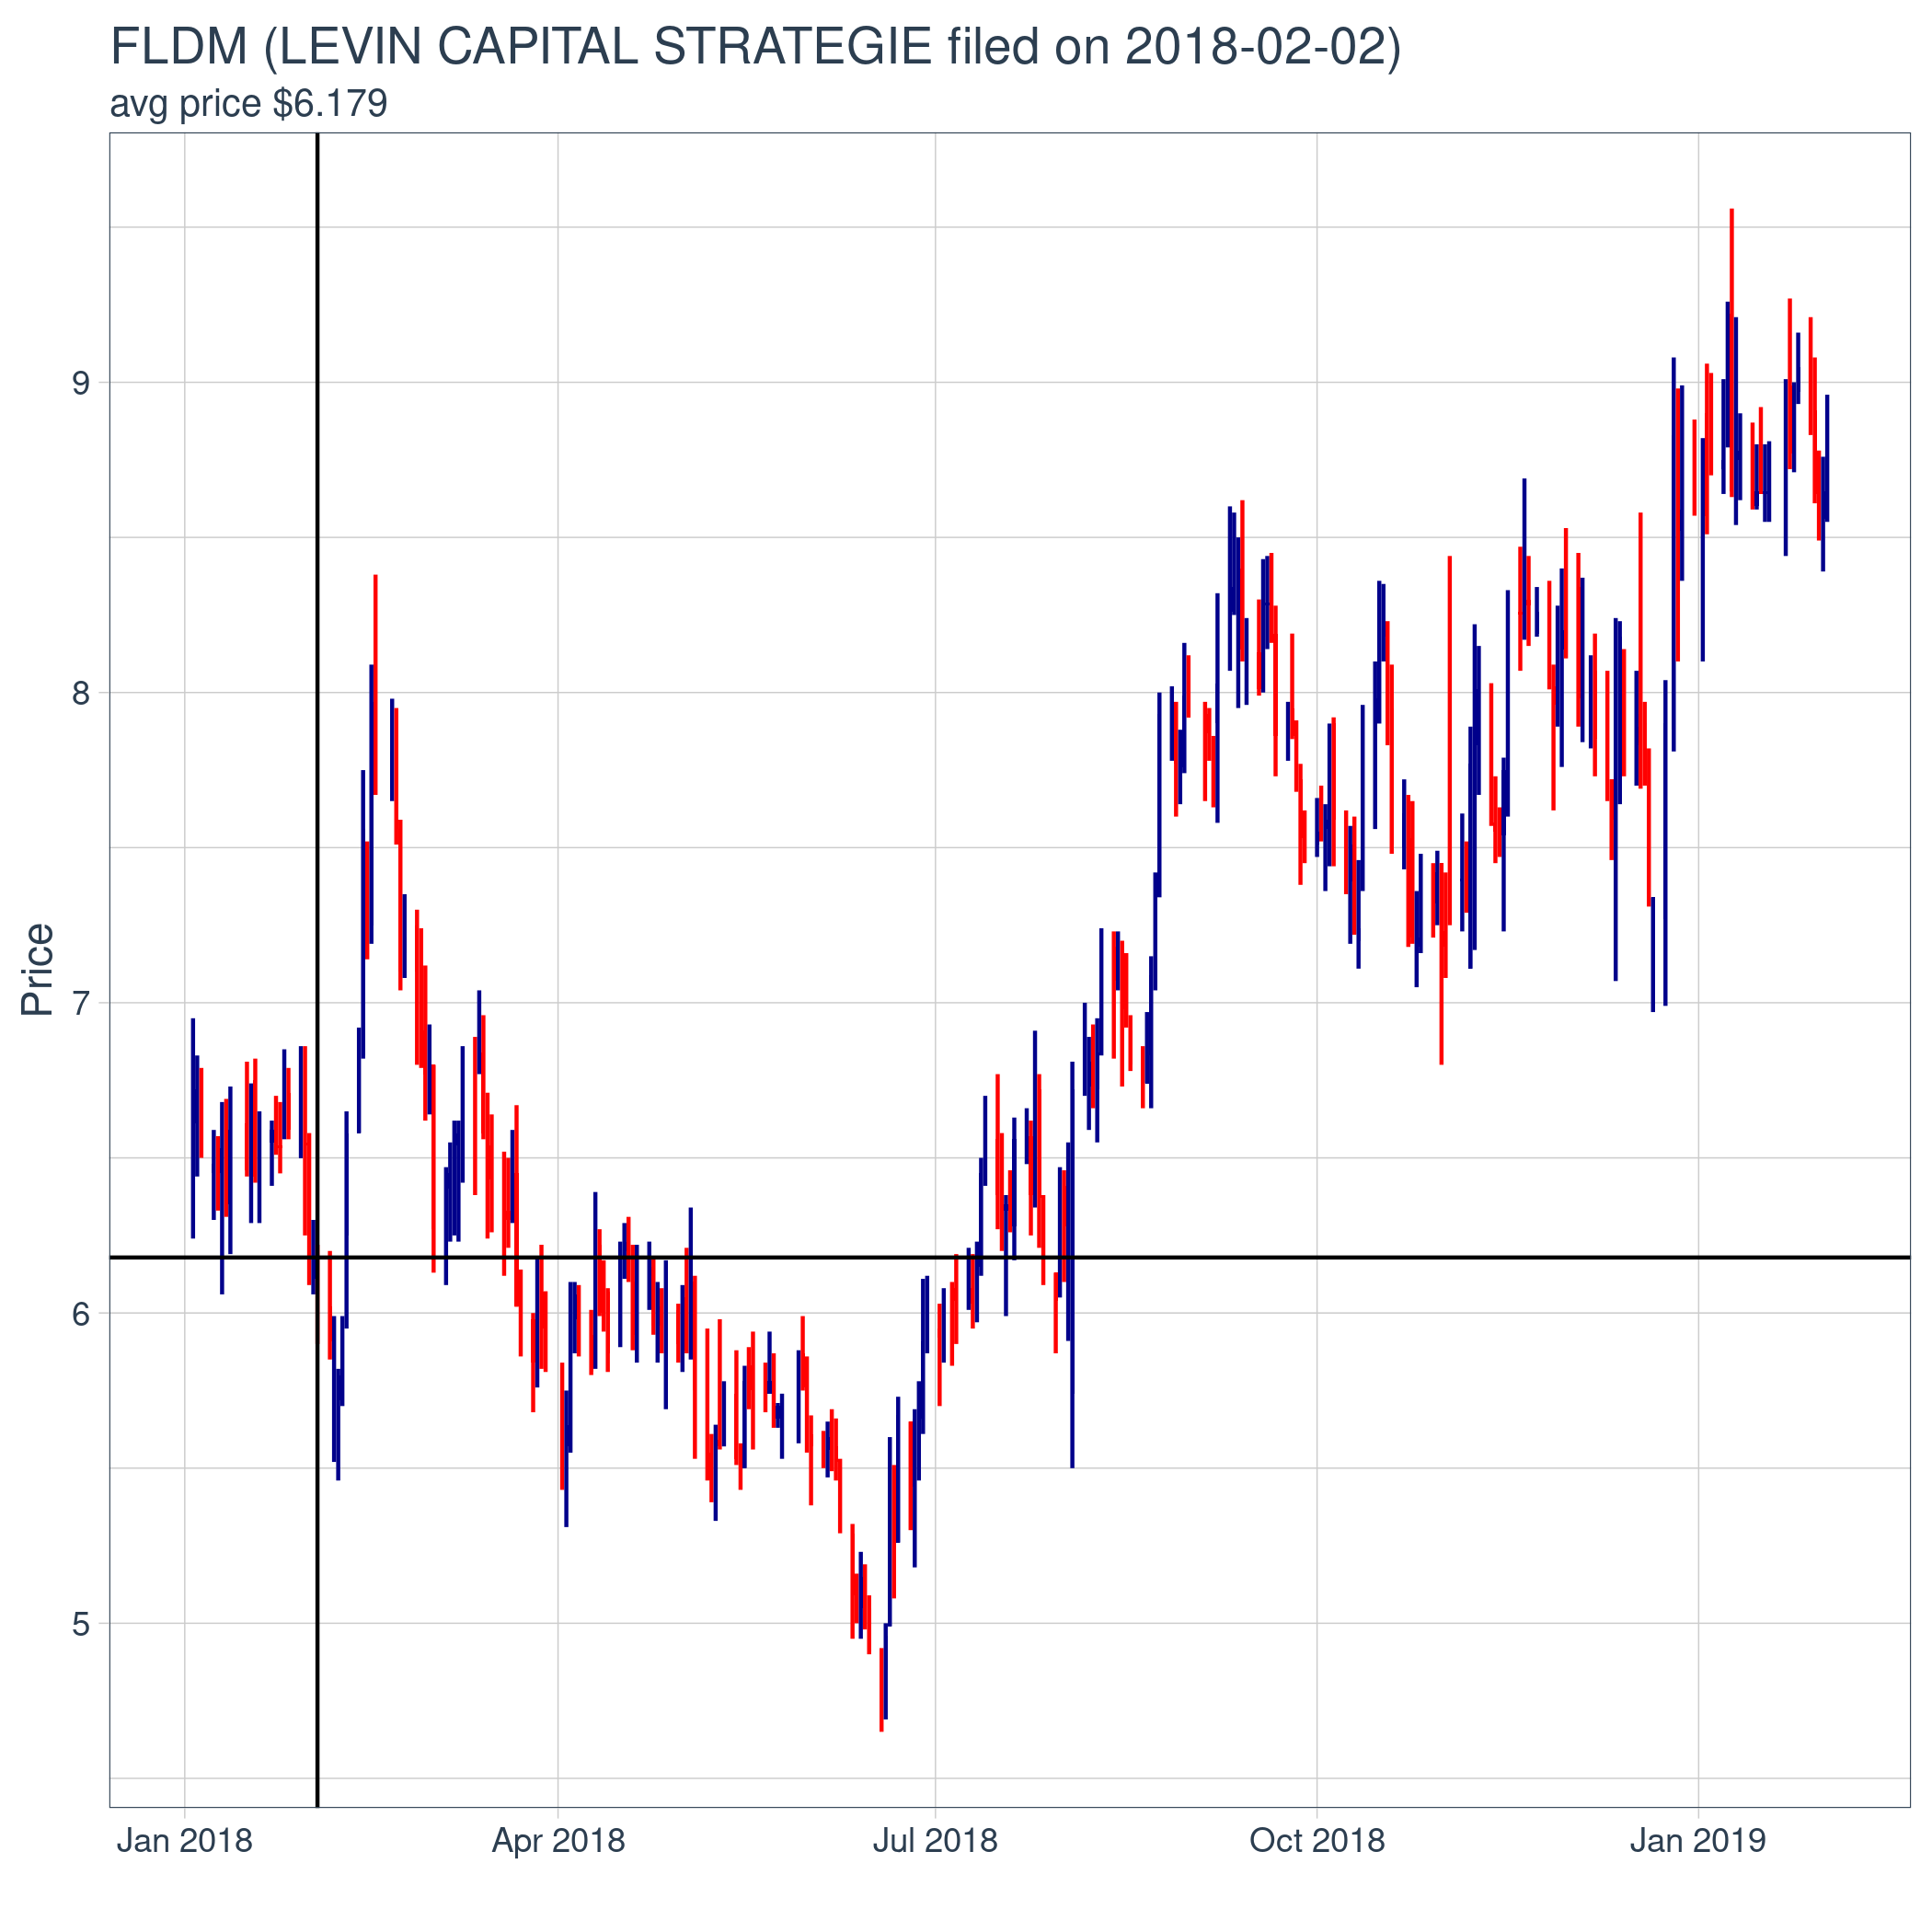 FLDM (LEVIN CAPITAL STRATEGIE filed on 2018-02-02)
avg price $6.179
Price
9
8
7
6
5
Jan 2018
Apr 2018
Jul 2018
Oct 2018
Jan 2019